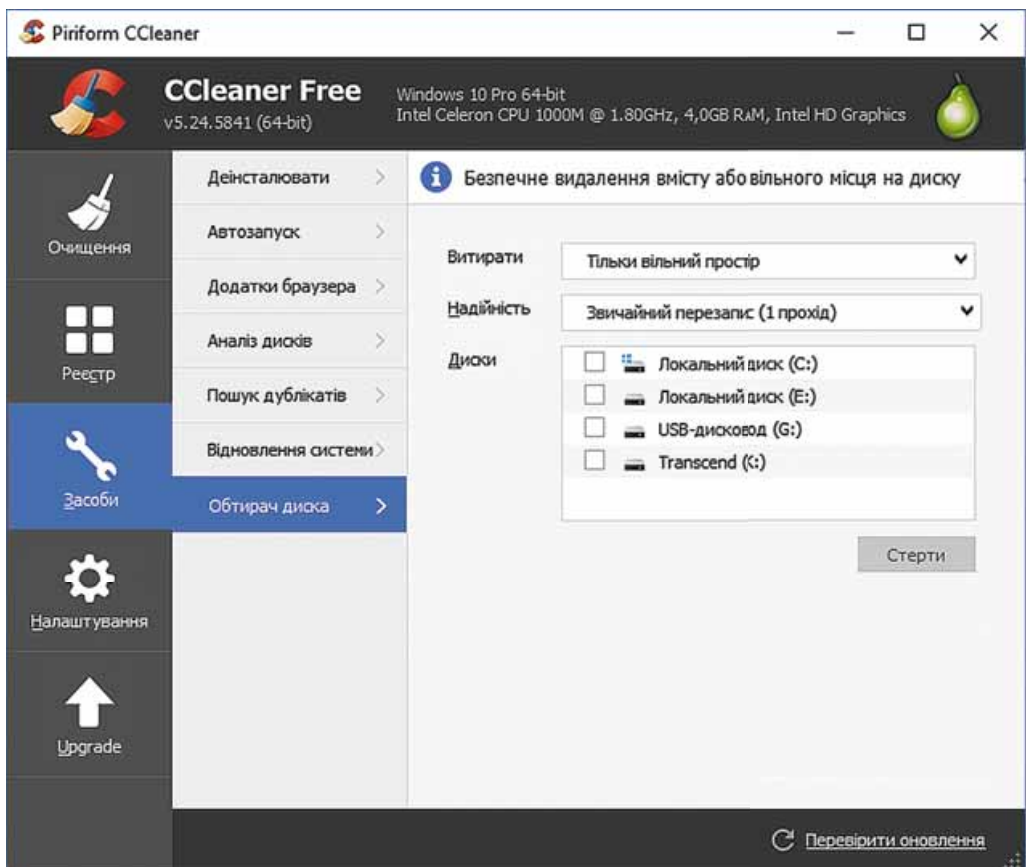 Piriform CCleaner
CCleaner Free
v5.24.5841 (64-bit)
Windows 10 Pro 64-bit
Intel Celeron CPU 1000M @ 1.80GHz, 4,0GB RAM, Intel HD Graphics
Очищення
Реєстр
Засоби
Налаштування
Upgrade
Деінсталювати
Автозапуск
Додатки браузера
Аналіз дисків
Пошук дублікатів
Відновлення системи
Обтирач диска
Безпечне видалення вмісту або вільного місця на диску
Витирати Тільки вільний простір
Надійність Звичайний перезапис (1 прохід)
Диски Локальний диск (C:)
Локальний диск (E:)
USB-дисковод (G:)
Transcend
Стерти
Перевірити оновлення